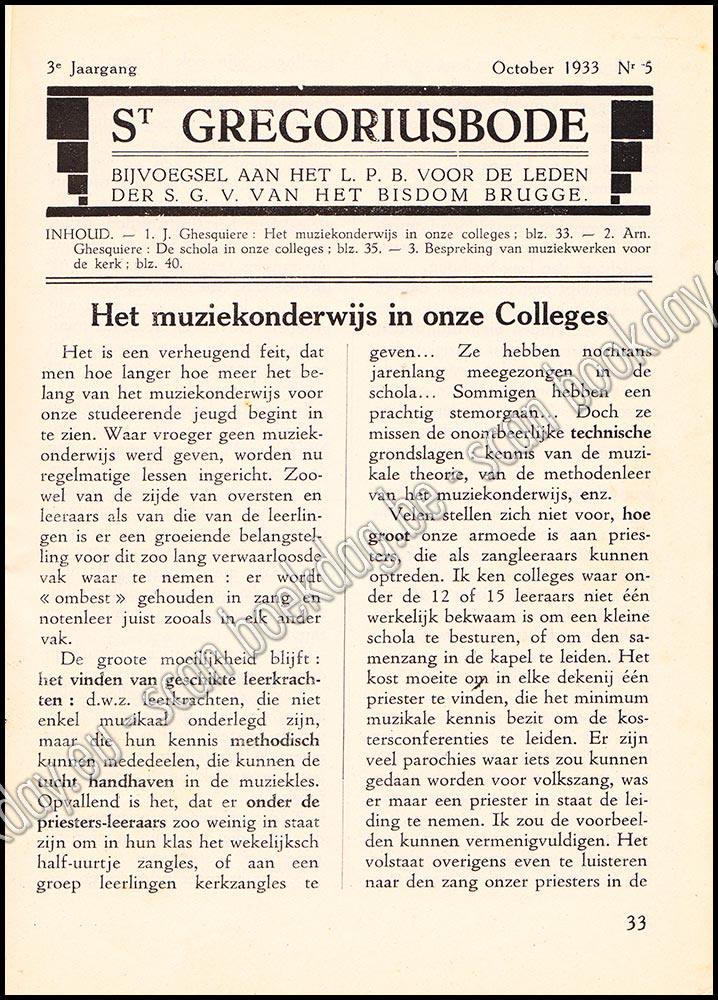 3e Jaargang October 1933 Nr 5
ST GREGORIUSBODE
BIJVOEGSEL AAN HET L. P. B. VOOR DE LEDEN
DER S. G. V. VAN HET BISDOM BRUGGE.
INHOUD. — 1. J. Ghesquiere : Het muziekonderwijs in onze colleges ; blz. 33. — 2. Arn.
Ghesquiere : De schola in onze colleges ; blz. 35. — 3. Bespreking van muziekwerken voor
de kerk ; blz. 40.
Het muziekonderwijs in onze Colleges
Het is een verheugend feit, dat
men hoe langer hoe meer het be-
lang van het muziekonderwijs voor
onze studeerende jeugd begint in
te zien. Waar vroeger geen muziek-
onderwijs werd geven, worden nu
regelmatige lessen ingericht. Zoo-
wel van de zijde van oversten en
leeraars als van die van de leerlin-
gen is er een groeiende belangstel-
ling voor dit zoo lang verwaarloosde
vak waar te nemen : er wordt
« ombest » gehouden in zang en
notenleer juist zooals in elk ander
vak.
De groote moeilijkheid blijft :
het vinden van geschikte leerkrach-
ten : d.w.z. leerkrachten, die niet
enkel muzikaal onderlegd zijn,
maar die hun kennis methodisch
kunnen mededeelen, die kunnen de
tucht handhaven in de muziekles.
Opvallend is het, dat er onder de
priesters-leeraars zoo weinig in staat
zijn om in hun klas het wekelijksch
half-uurtje zangles, of aan een
groep leerlingen kerkzangles te
geven... Ze hebben nochtans
jarenlang meegezongen in de
schola... Sommigen hebben een
prachtig stemorgaan... Doch ze
missen de onontbeerlijke technische
grondslagen : kennis van de muzi-
kale theorie, van de methodenleer
van het muziekonderwijs, enz.
Velen stellen zich niet voor, hoe
groot onze armoede is aan pries-
ters, die als zangleeraars kunnen
optreden. Ik ken colleges waar on-
der de 12 of 15 leeraars niet één
werkelijk bekwaam is om een kleine
schola te besturen, of om den sa-
menzang in de kapel te leiden. Het
kost moeite om in elke dekenij één
priester te vinden, die het minimum
muzikale kennis bezit om de kos-
tersconferenties te leiden. Er zijn
veel parochies waar iets zou kunnen
gedaan worden voor volkszang, was
er maar een priester in staat de lei-
ding te nemen. Ik zou de voorbeel-
den kunnen vermenigvuldigen. Het
volstaat overigens even te luisteren
naar den zang onzer priesters in de
33
kday.eu - scan boekdag.be - scan bookday.